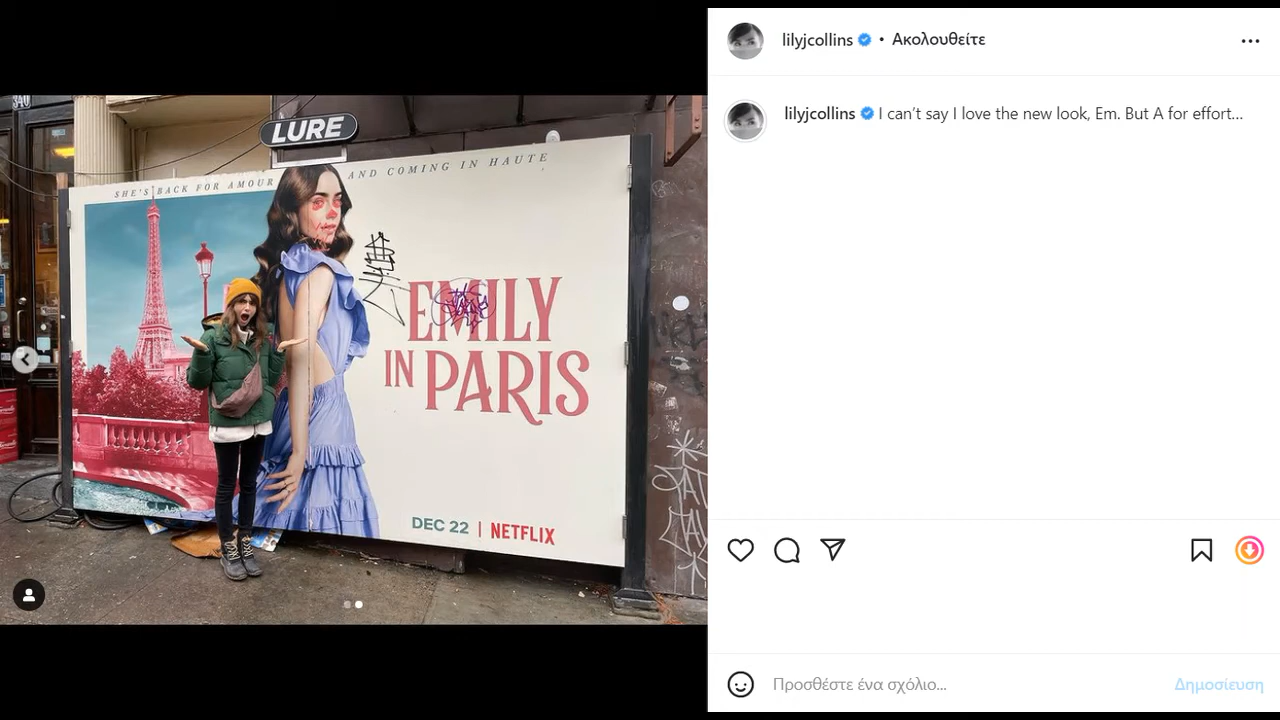 340
LURE
SHE'S BACK FOR AMOUR AND COMING IN HAUTE
EMILY
IN PARIS
DEC 22 | NETFLIX
lilyjcollins • Ακολουθείτε
lilyjcollins I can't say I love the new look, Em. But A for effort...
Προσθέστε ένα σχόλιο...
Δημοσίευση